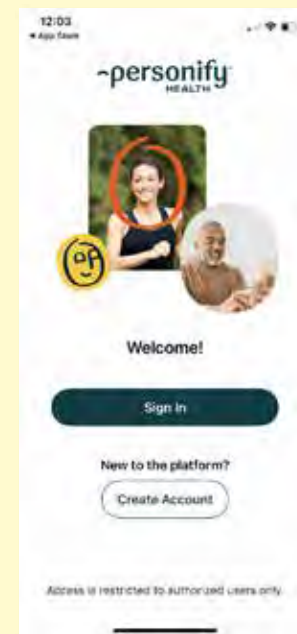 12:03
◀ App Store
~personify
HEALTH
Welcome!
Sign In
New to the platform?
Create Account
Access is restricted to authorized users only.